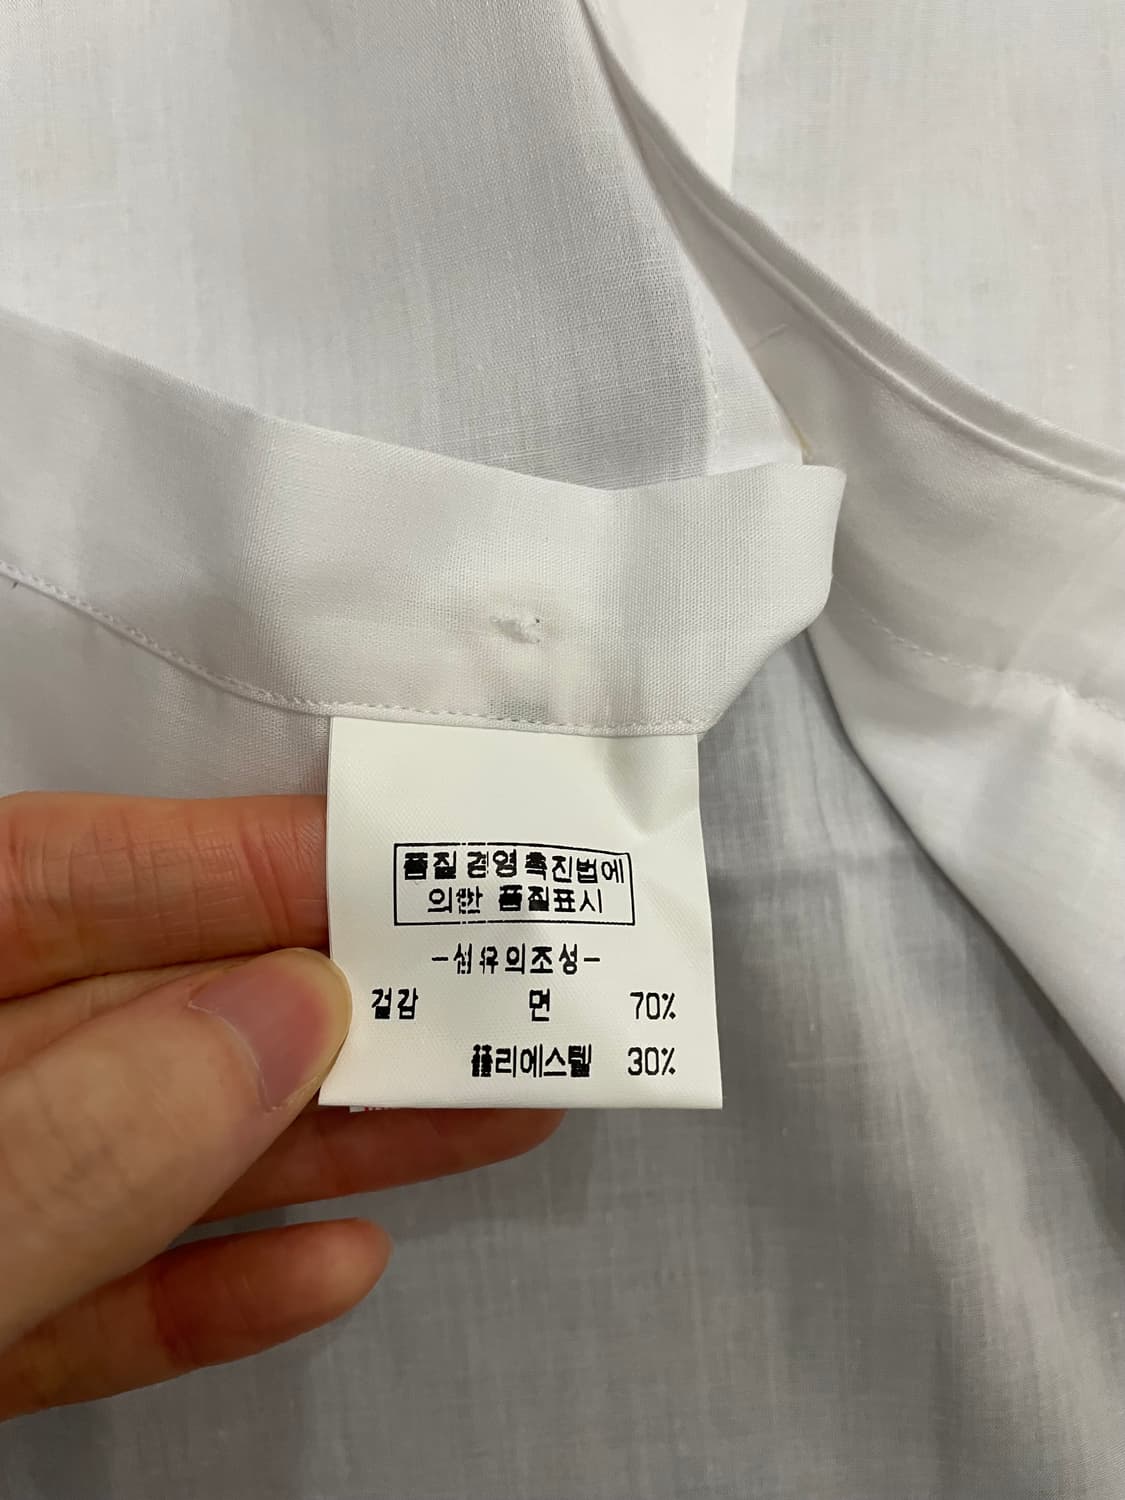 품질경영촉진법에
의한 품질표시
-섬유의조성-
겉감 면 70%
폴리에스텔 30%